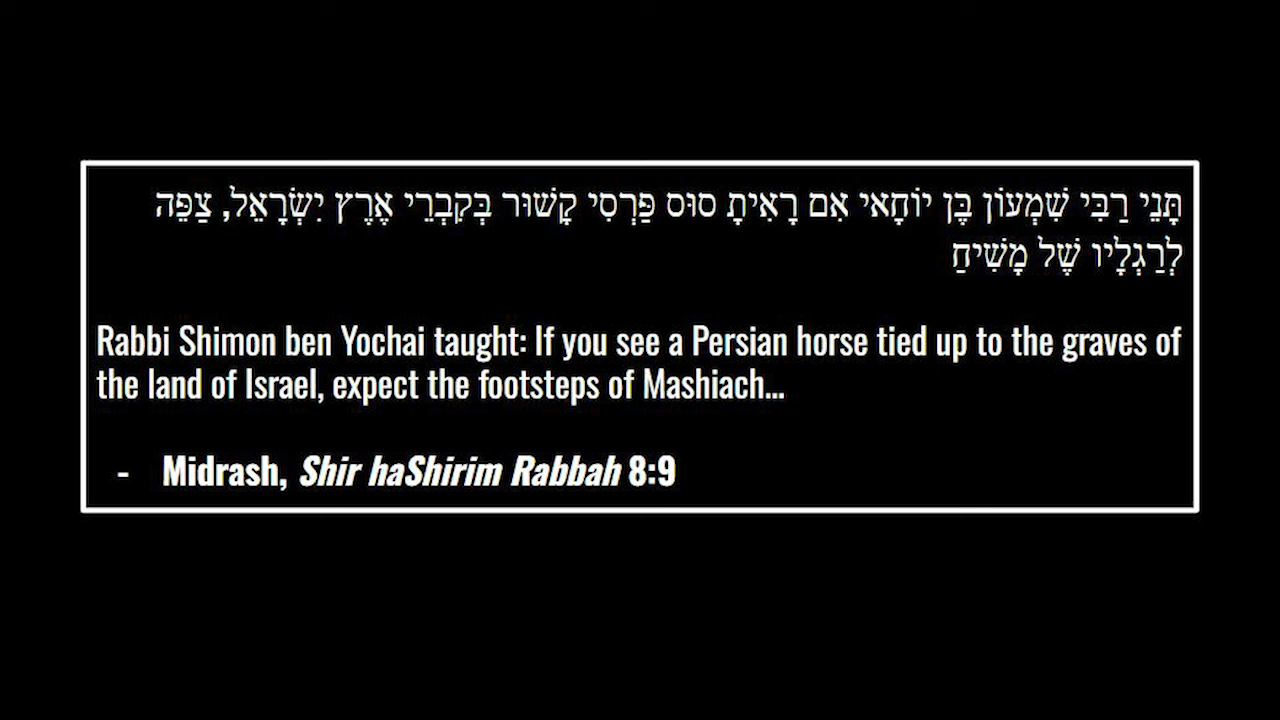 תָּנֵי רַבִּי שִׁמְעוֹן בֶּן יוֹחָאי אִם רָאִיתָ סוּס פַּרְסִי קָשׁוּר בְּקִבְרֵי אֶרֶץ יִשְׂרָאֵל, צַפֵּה
לְרַגְלָיו שֶׁל מָשִׁיחַ
Rabbi Shimon ben Yochai taught: If you see a Persian horse tied up to the graves of
the land of Israel, expect the footsteps of Mashiach...
- Midrash, Shir haShirim Rabbah 8:9